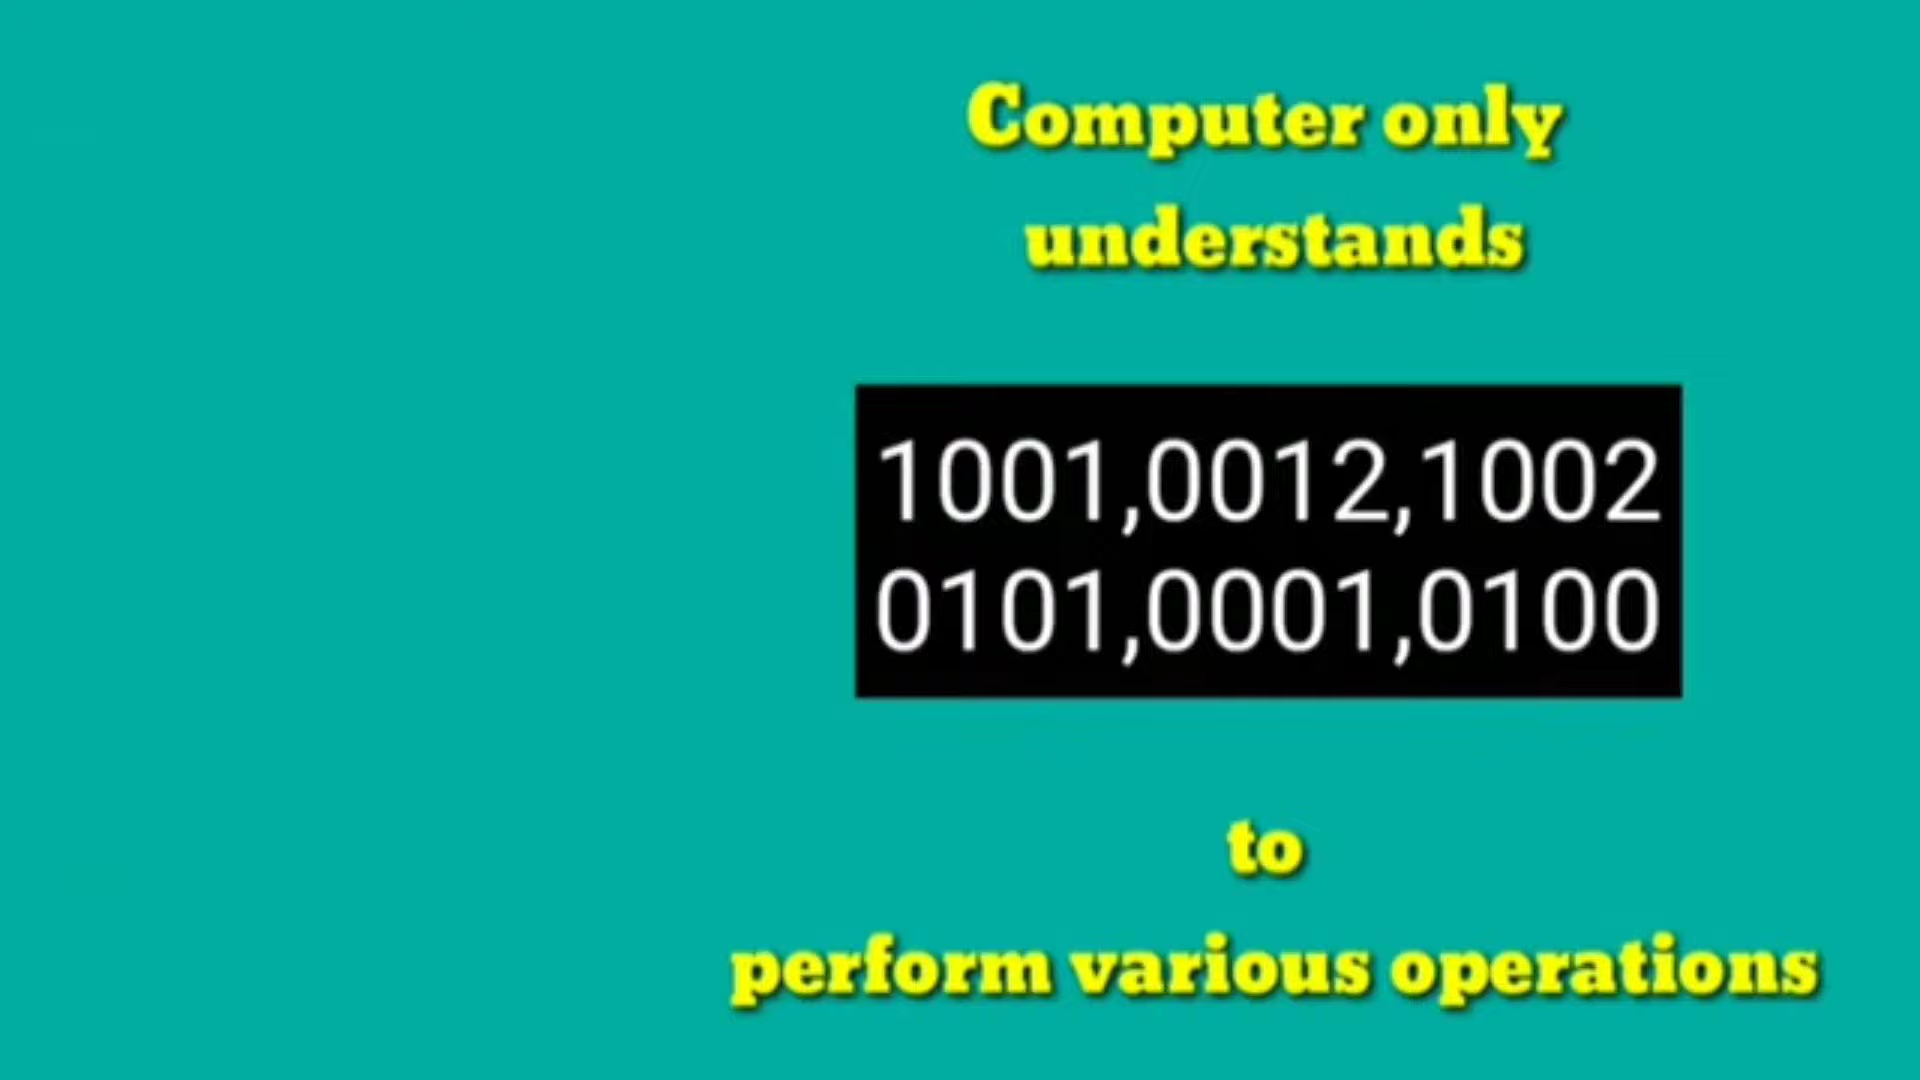 Computer only
understands
1001,0012,1002
0101,0001,0100
to
perform various operations